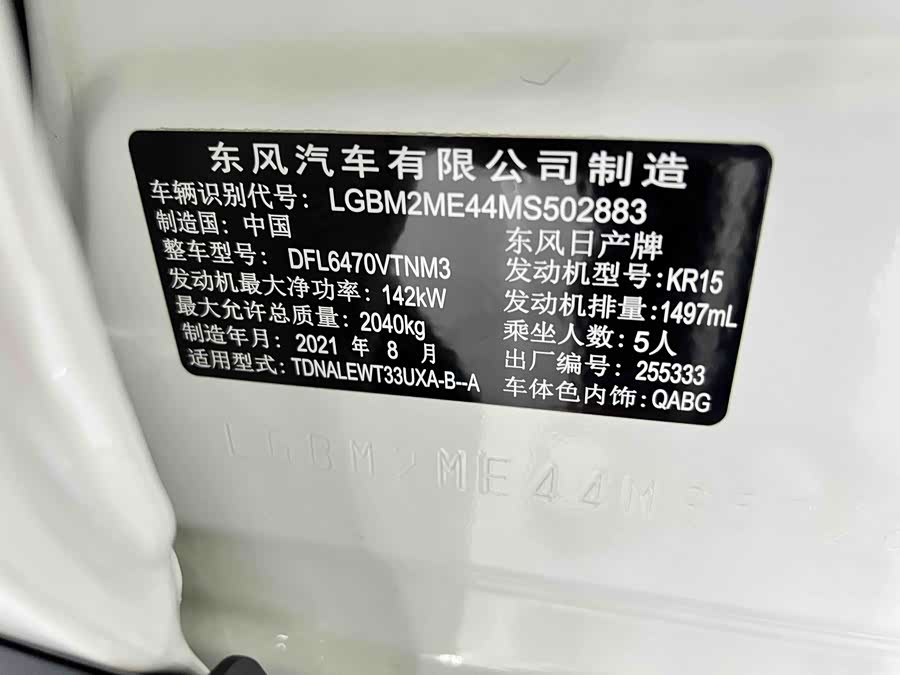 东风汽车有限公司制造
车辆识别代号: LGBM2ME44MS502883
制造国: 中国
东风日产牌
整车型号: DFL6470VTNM3
发动机型号:KR15
发动机最大净功率: 142kW
发动机排量:1497mL
最大允许总质量: 2040kg
乘坐人数: 5人
制造年月: 2021 年 8 月
出厂编号: 255333
适用型式: TDNALEWT33UXA-B--A
车体色内饰: QABG
LGBM2ME44M